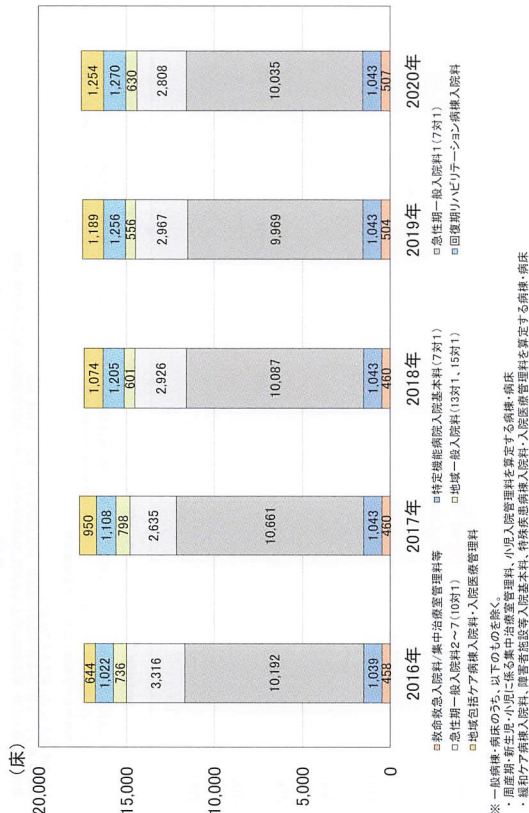 (床)
20,000
15,000
10,000
5,000
0
644
1,022
736
3,316
10,192
1,039
458
2016年
950
1,108
798
2,635
10,661
1,043
460
2017年
1,074
1,205
601
2,926
10,087
1,043
460
2018年
1,189
1,256
556
2,967
9,969
1,043
504
2019年
1,254
1,270
630
2,808
10,035
1,043
507
2020年
救命救急入院料/集中治療室管理料等
特定機能病院入院基本料(7対1)
急性期一般入院料1(7対1)
急性期一般入院料2～7(10対1)
地域一般入院料(13対1、15対1)
回復期リハビリテーション病棟入院料
地域包括ケア病棟入院料・入院医療管理料
※ 一般病棟・病床のうち、以下のものを除く。
・周産期・新生児・小児に係る集中治療室管理料、小児入院管理料を算定する病棟・病床
・緩和ケア病棟入院料、障害者施設等入院基本料、特殊疾患病棟入院料・入院医療管理料を算定する病棟・病床